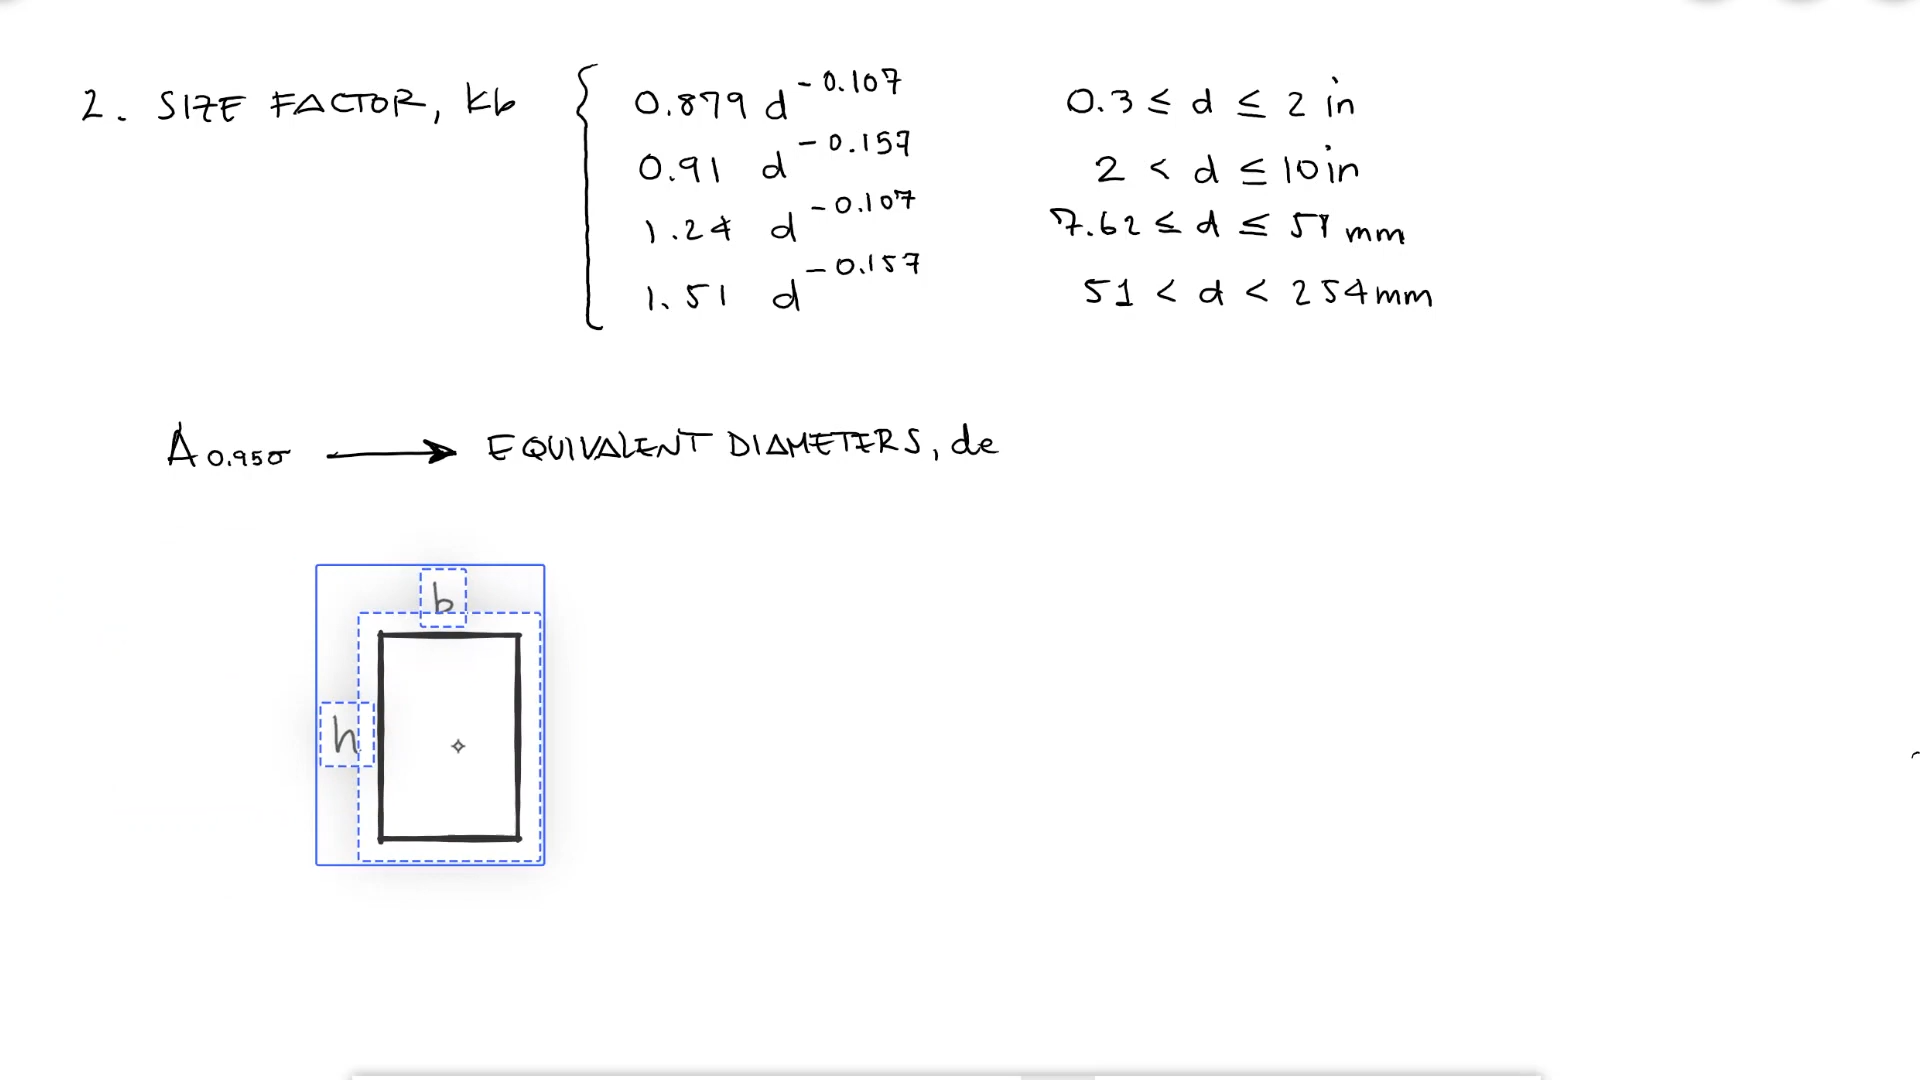 2. SIZE FACTOR, kb { 0.879 d^-0.107 0.3 ≤ d ≤ 2 in
0.91 d^-0.157 2 < d ≤ 10 in
1.24 d^-0.107 7.62 ≤ d ≤ 51 mm
1.51 d^-0.157 51 < d < 254 mm
A0.95σ → EQUIVALENT DIAMETERS, de
b
h